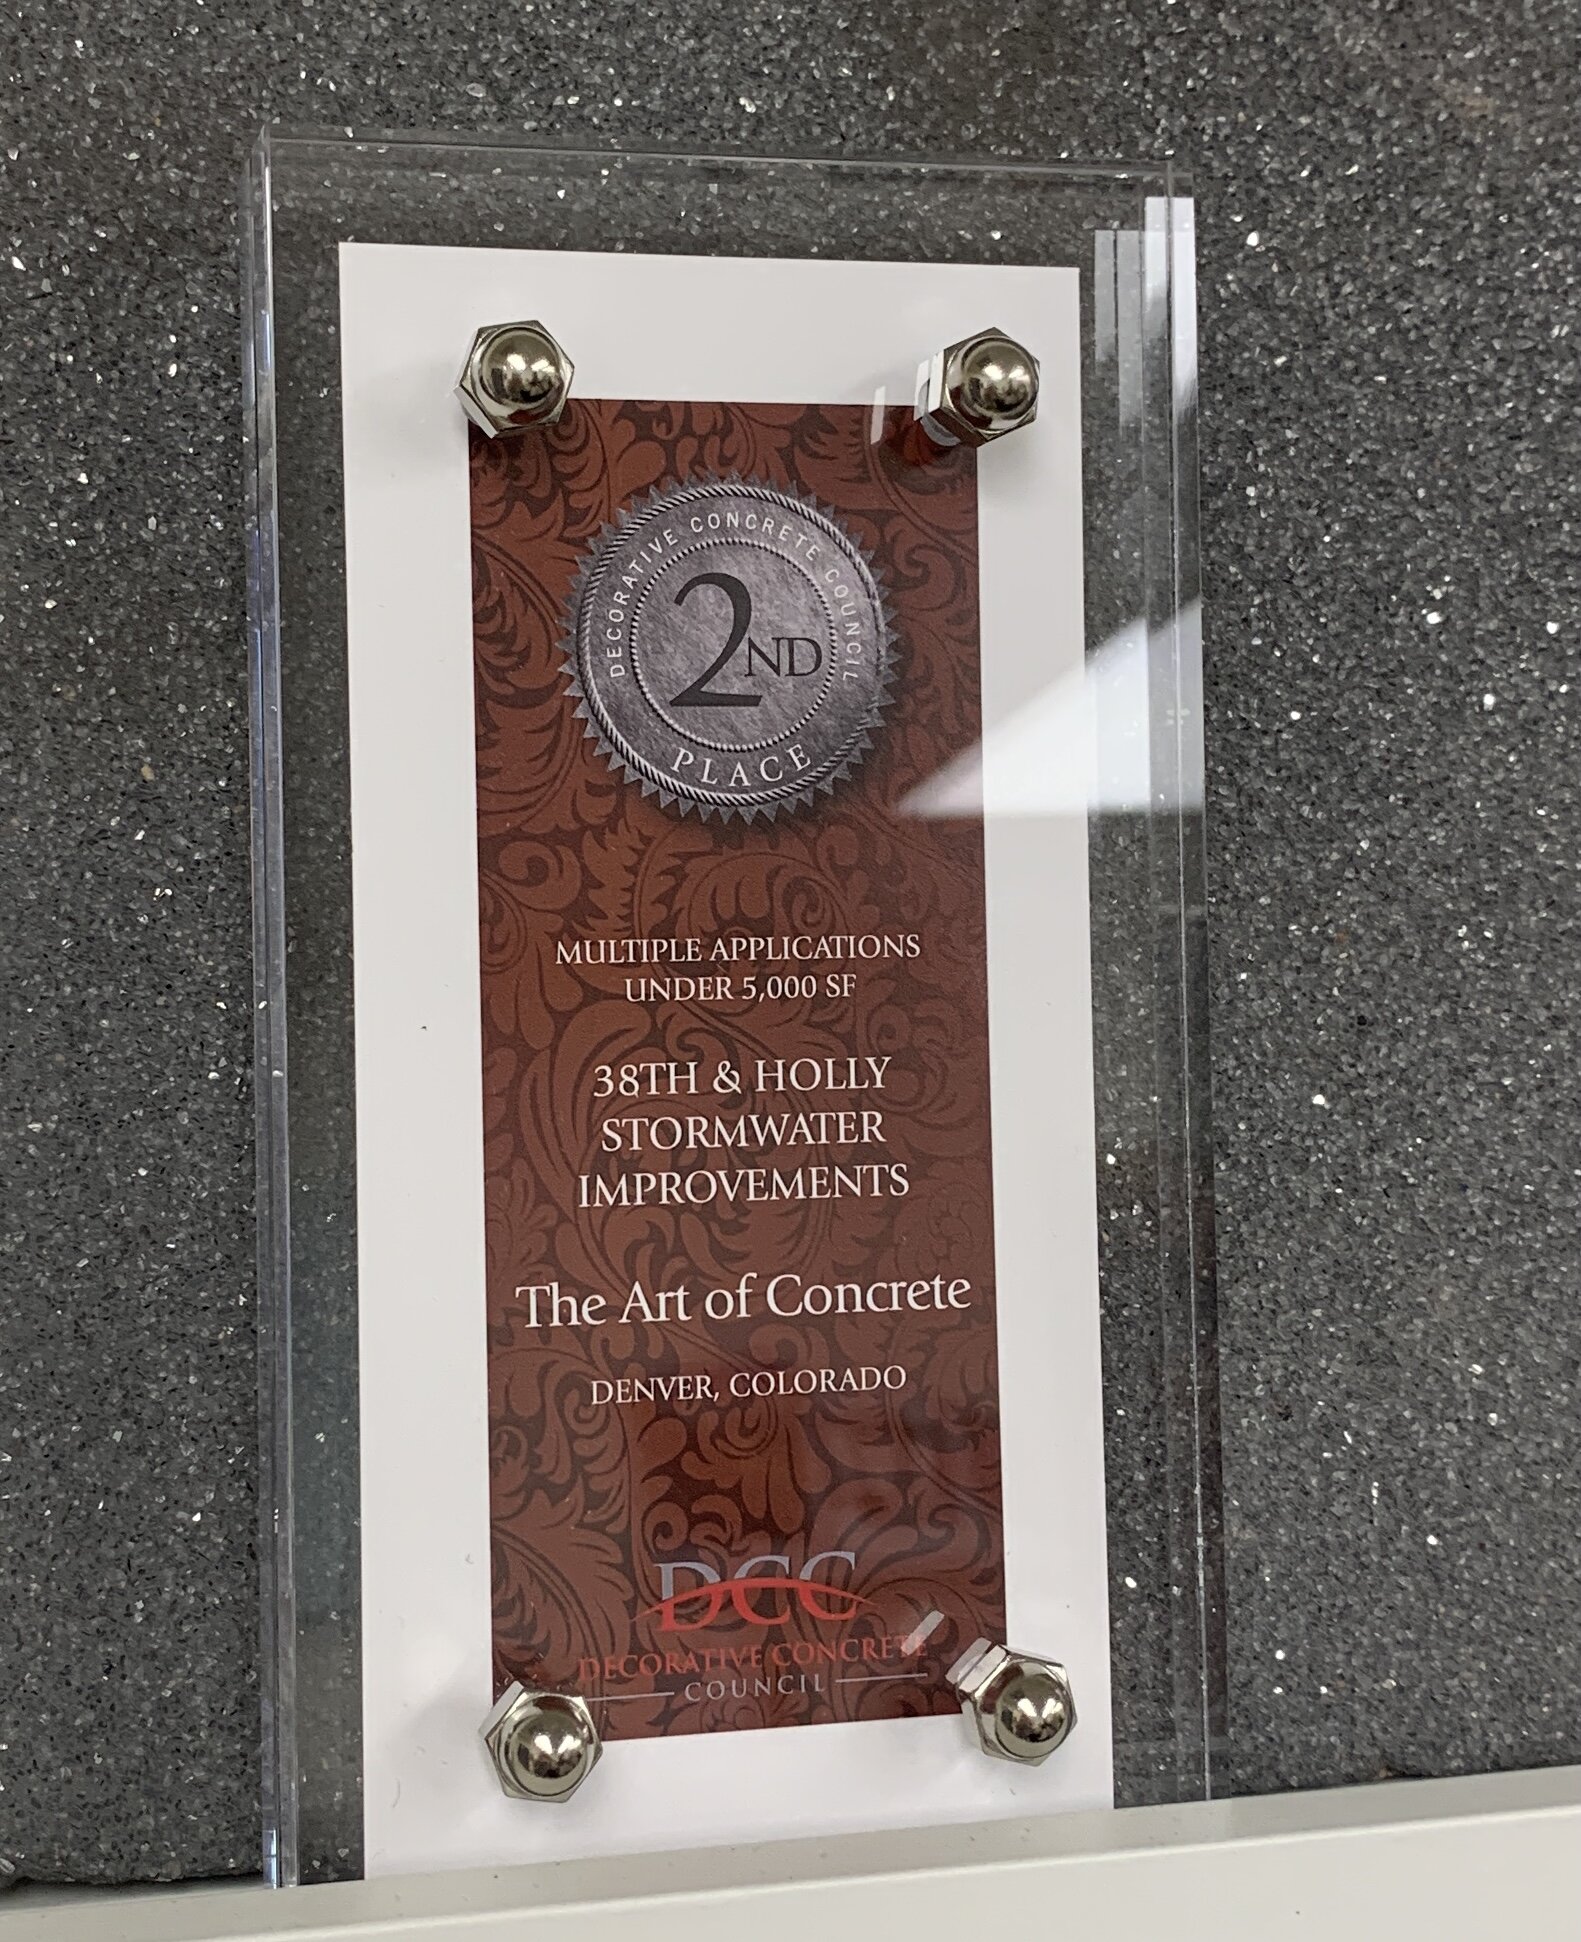 DECORATIVE CONCRETE COUNCIL
2ND
PLACE
MULTIPLE APPLICATIONS
UNDER 5,000 SF
38TH & HOLLY
STORMWATER
IMPROVEMENTS
The Art of Concrete
DENVER, COLORADO
DCC
DECORATIVE CONCRETE
COUNCIL